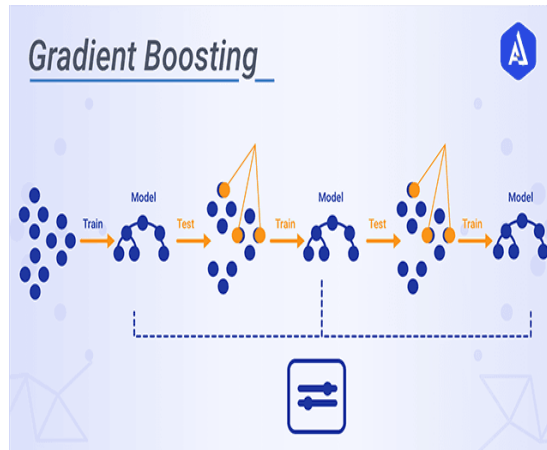 Gradient Boosting
Train
Model
Test
Train
Model
Test
Train
Model